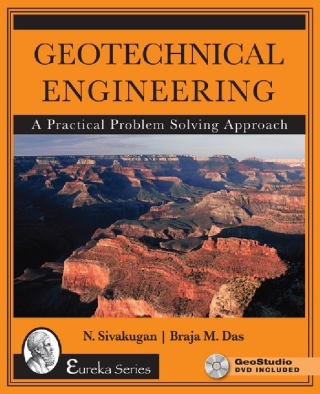 GEOTECHNICAL
ENGINEERING
A Practical Problem Solving Approach
N. Sivakugan | Braja M. Das
Eureka Series
GeoStudio
DVD INCLUDED